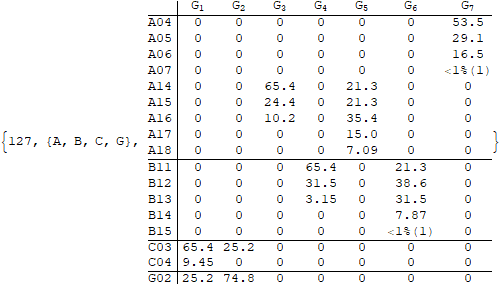 G₁ G₂ G₃ G₄ G₅ G₆ G₇
A04 0 0 0 0 0 0 53.5
A05 0 0 0 0 0 0 29.1
A06 0 0 0 0 0 0 16.5
A07 0 0 0 0 0 0 <1%(1)
A14 0 0 65.4 0 21.3 0 0
A15 0 0 24.4 0 21.3 0 0
A16 0 0 10.2 0 35.4 0 0
A17 0 0 0 0 15.0 0 0
{127, {A, B, C, G}, A18 0 0 0 0 7.09 0 0 }
B11 0 0 0 65.4 0 21.3 0
B12 0 0 0 31.5 0 38.6 0
B13 0 0 0 3.15 0 31.5 0
B14 0 0 0 0 0 7.87 0
B15 0 0 0 0 0 <1%(1) 0
C03 65.4 25.2 0 0 0 0 0
C04 9.45 0 0 0 0 0 0
G02 25.2 74.8 0 0 0 0 0